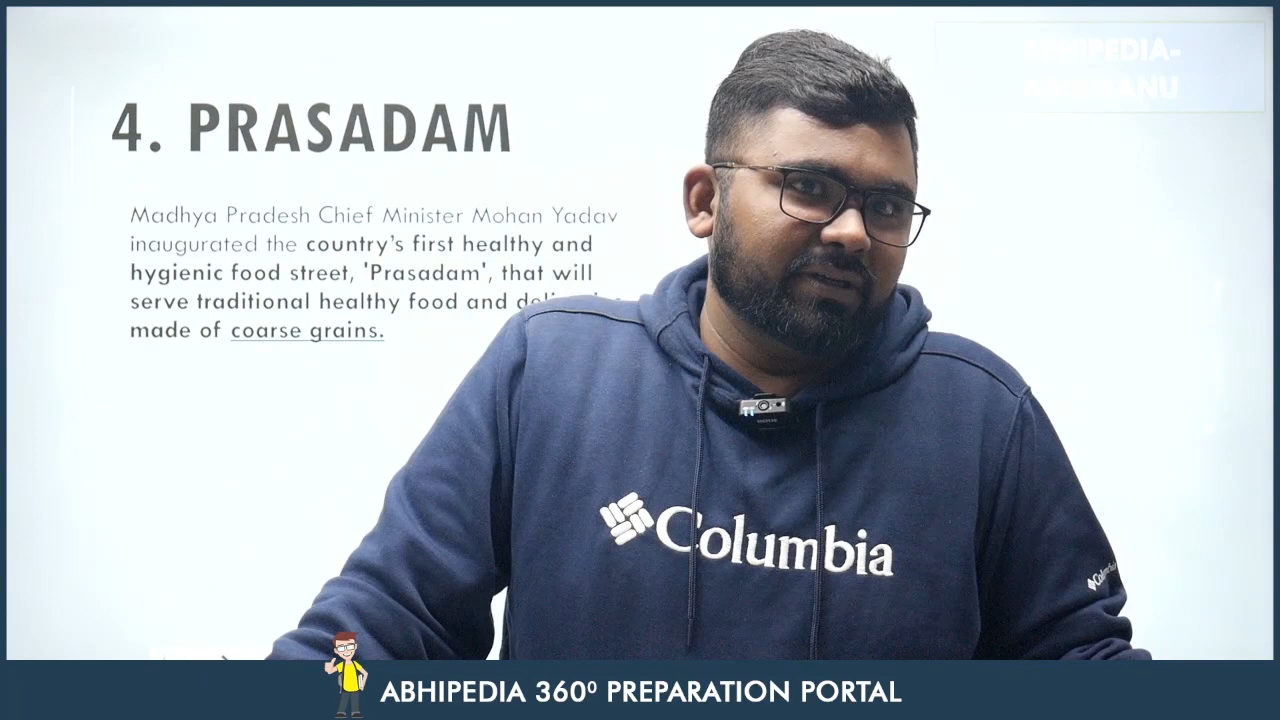 4. PRASADAM
Madhya Pradesh Chief Minister Mohan Yadav
inaugurated the country's first healthy and
hygienic food street, 'Prasadam', that will
serve traditional healthy food and
made of coarse grains.
Columbia
ABHIPEDIA 360⁰ PREPARATION PORTAL